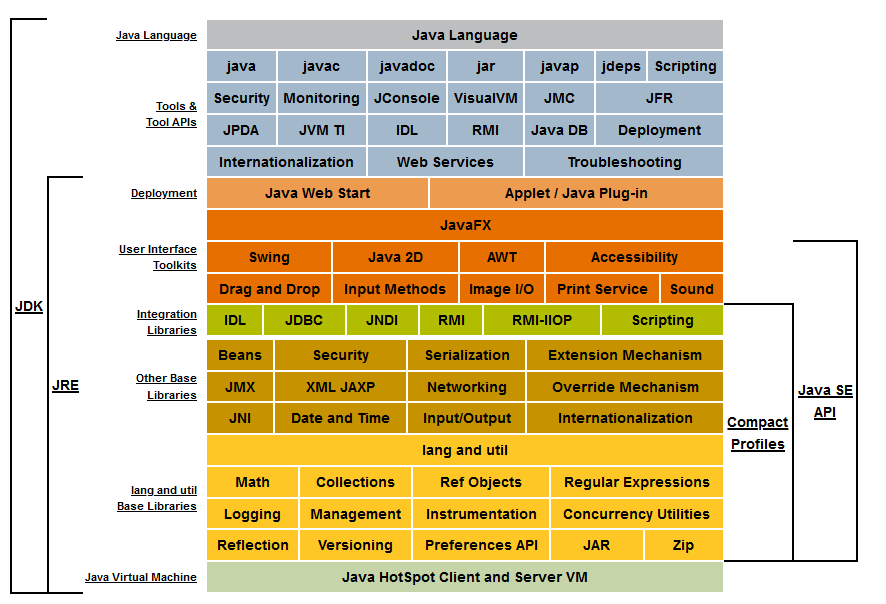 Java Language
Java Language
java javac javadoc jar javap jdeps Scripting
Security Monitoring JConsole VisualVM JMC JFR
Tools &
Tool APIs
JPDA JVM TI IDL RMI Java DB Deployment
Internationalization Web Services Troubleshooting
Deployment
Java Web Start Applet / Java Plug-in
JavaFX
User Interface
Toolkits
Swing Java 2D AWT Accessibility
Drag and Drop Input Methods Image I/O Print Service Sound
Integration
Libraries
IDL JDBC JNDI RMI RMI-IIOP Scripting
Beans Security Serialization Extension Mechanism
Other Base
Libraries
JMX XML JAXP Networking Override Mechanism
JNI Date and Time Input/Output Internationalization
lang and util
Math Collections Ref Objects Regular Expressions
lang and util
Base Libraries
Logging Management Instrumentation Concurrency Utilities
Reflection Versioning Preferences API JAR Zip
Java Virtual Machine
Java HotSpot Client and Server VM
JDK
JRE
Compact
Profiles
Java SE
API